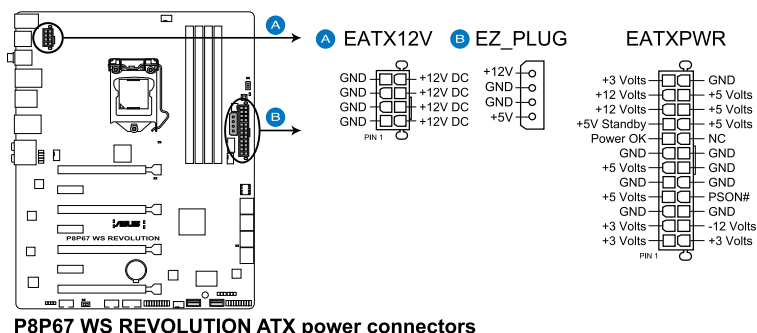 A
A EATX12V
B EZ_PLUG
EATXPWR
GND +12V DC
GND +12V DC
GND +12V DC
GND +12V DC
PIN 1
+12V
GND
GND
+5V
+3 Volts GND
+12 Volts +5 Volts
+12 Volts +5 Volts
+5V Standby +5 Volts
Power OK NC
GND GND
+5 Volts GND
GND GND
+5 Volts PSON#
GND GND
+3 Volts -12 Volts
+3 Volts +3 Volts
PIN 1
B
ASUS
P8P67 WS REVOLUTION
P8P67 WS REVOLUTION ATX power connectors